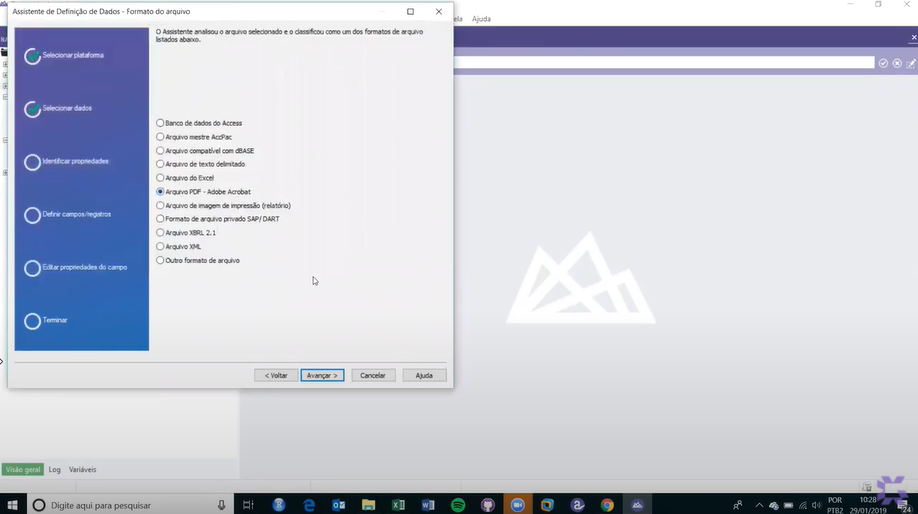 Assistente de Definição de Dados - Formato do arquivo
Ajuda
O Assistente analisou o arquivo selecionado e o classificou como um dos formatos de arquivo
listados abaixo.
Selecionar plataforma
Selecionar dados
Identificar propriedades
Definir campos/registros
Editar propriedades do campo
Terminar
Banco de dados do Access
Arquivo mestre AccPac
Arquivo compatível com dBASE
Arquivo de texto delimitado
Arquivo do Excel
Arquivo PDF - Adobe Acrobat
Arquivo de imagem de impressão (relatório)
Formato de arquivo privado SAP/ DART
Arquivo XBRL 2.1
Arquivo XML
Outro formato de arquivo
< Voltar
Avançar >
Cancelar
Ajuda
Visão geral
Log
Variáveis
Digite aqui para pesquisar
POR
PTB2
10:28
29/01/2019
24